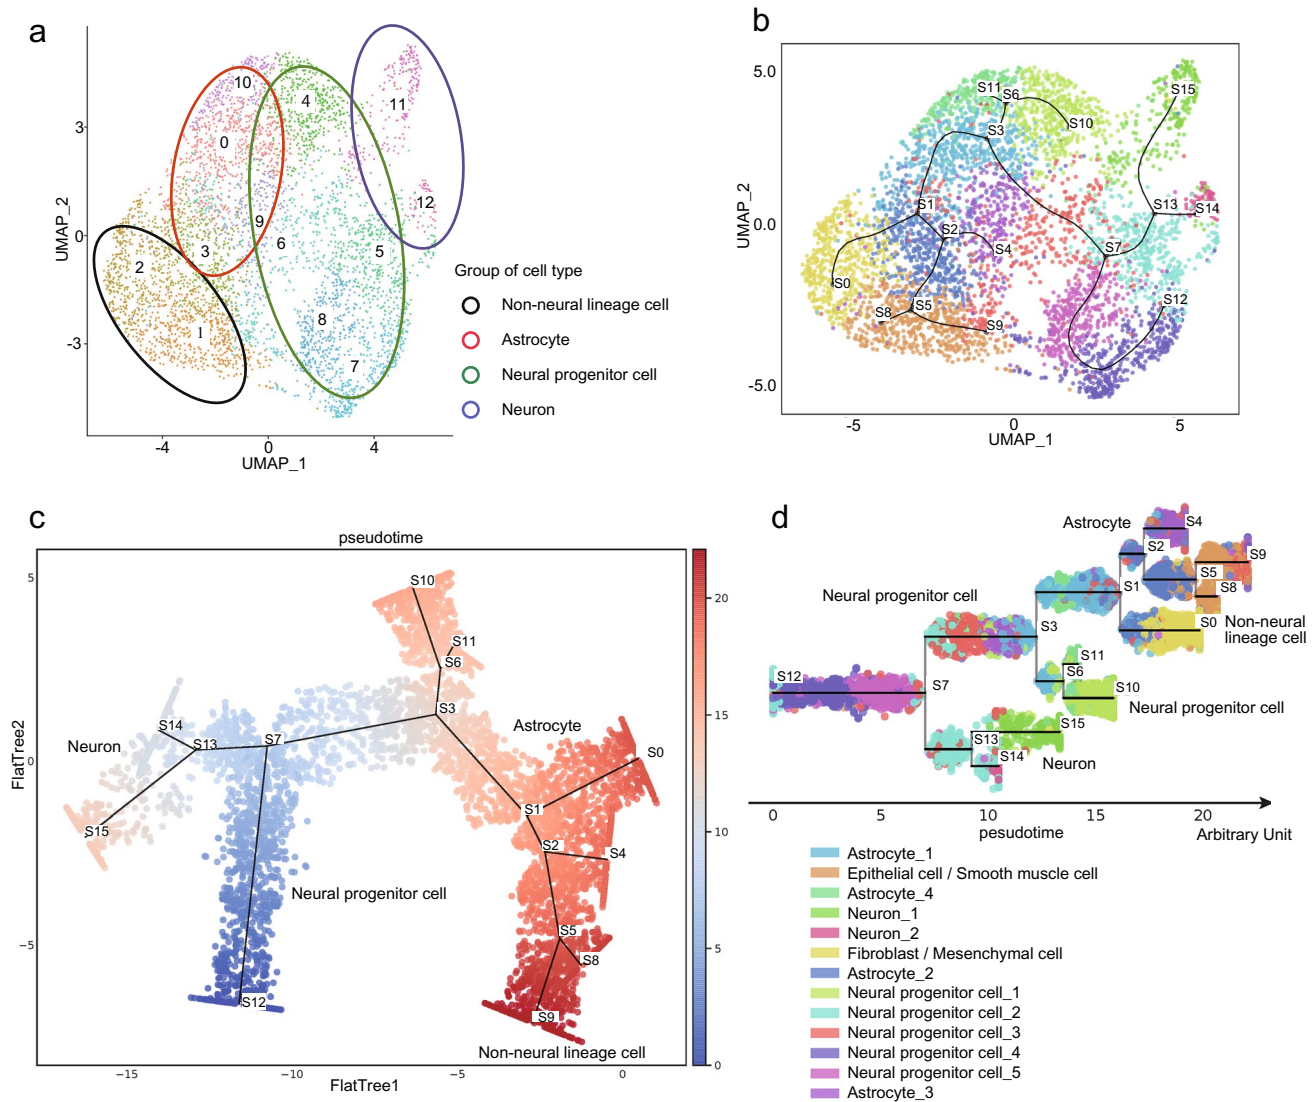 a
10
4
11
0
12
9
3
6
5
2
8
1
7
3
0
-3
-4
0
4
UMAP_1
UMAP_2
Group of cell type
Non-neural lineage cell
Astrocyte
Neural progenitor cell
Neuron
b
5.0
0.0
-5.0
-5
0
5
UMAP_1
UMAP_2
S11
S6
S15
S10
S3
S1
S13
S14
S2
S4
S7
S0
S12
S5
S8
S9
c
pseudotime
5
0
−5
−15
−10
−5
0
FlatTree1
FlatTree2
S10
S11
S6
S3
Astrocyte
S14
Neuron
S13
S7
S0
S15
S1
S2
S4
Neural progenitor cell
S5
S8
S12
S9
Non-neural lineage cell
20
15
10
5
0
d
Astrocyte
S4
S2
S9
S5
S1
S8
Neural progenitor cell
S0
Non-neural
lineage cell
S3
S11
S6
S12
S7
S10
Neural progenitor cell
S15
S13
S14
Neuron
0
5
10
15
20
pesudotime
Arbitrary Unit
Astrocyte_1
Epithelial cell / Smooth muscle cell
Astrocyte_4
Neuron_1
Neuron_2
Fibroblast / Mesenchymal cell
Astrocyte_2
Neural progenitor cell_1
Neural progenitor cell_2
Neural progenitor cell_3
Neural progenitor cell_4
Neural progenitor cell_5
Astrocyte_3